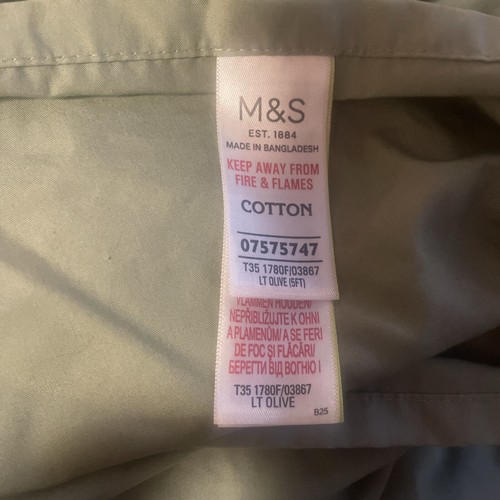 M&S
EST. 1884
MADE IN BANGLADESH
KEEP AWAY FROM
FIRE & FLAMES
COTTON
07575747
T35 1780F/03867
LT OLIVE (5FT)
VLAMMEN HOUDEN/
NEPŘIBLIŽUJTE K OHNI
A PLAMENŮM/A SE FERI
DE FOC ȘI FLĂCĂRI/
БЕРЕГТИ ВІД ВОГНЮ І
T35 1780F/03867
LT OLIVE
B25